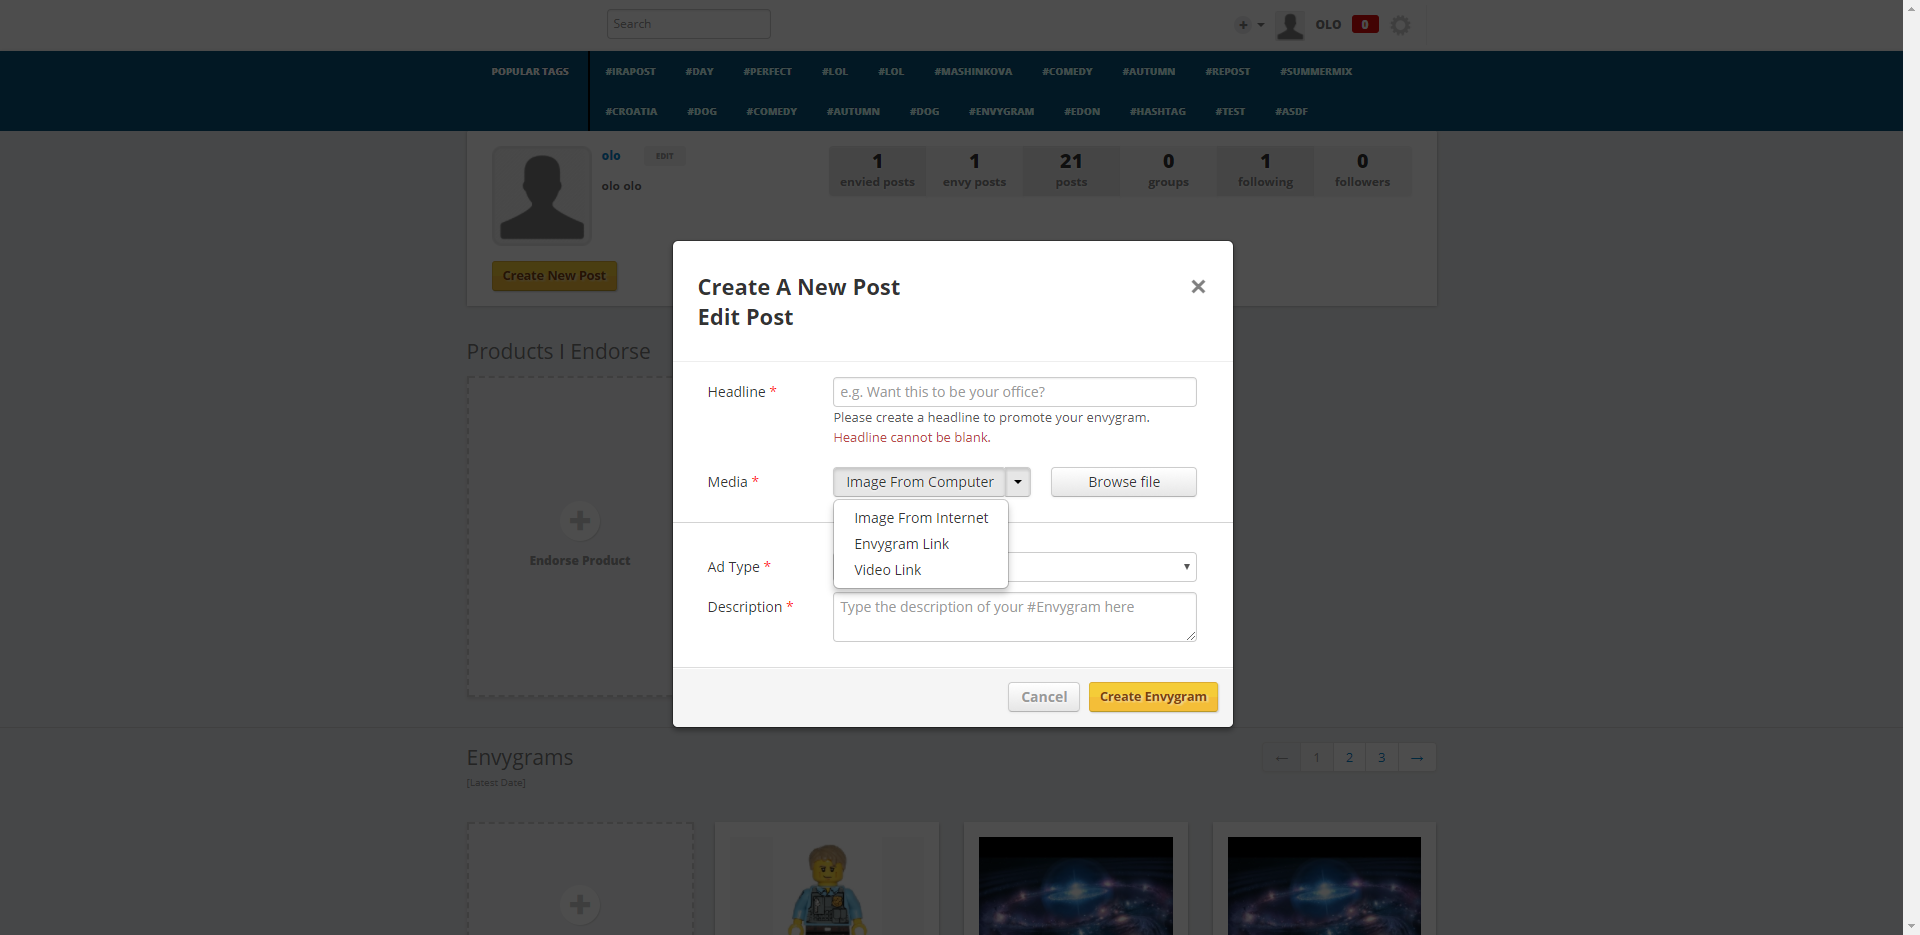 Search
OLO 0
POPULAR TAGS #IRAPOST #DAY #PERFECT #LOL #LOL #MASHINKOVA #COMEDY #AUTUMN #REPOST #SUMMERMIX
#CROATIA #DOG #COMEDY #AUTUMN #DOG #ENVYGRAM #EDON #HASHTAG #TEST #ASDF
olo EDIT
olo olo
1 1 21 0 1 0
envied posts envy posts posts groups following followers
Create New Post
Create A New Post
Edit Post
Products I Endorse
Endorse Product
Headline *
e.g. Want this to be your office?
Please create a headline to promote your envygram.
Headline cannot be blank.
Media * Image From Computer Browse file
Image From Internet
Envygram Link
Video Link
Ad Type *
Description * Type the description of your #Envygram here
Cancel Create Envygram
Envygrams
[Latest Date]
← 1 2 3 →